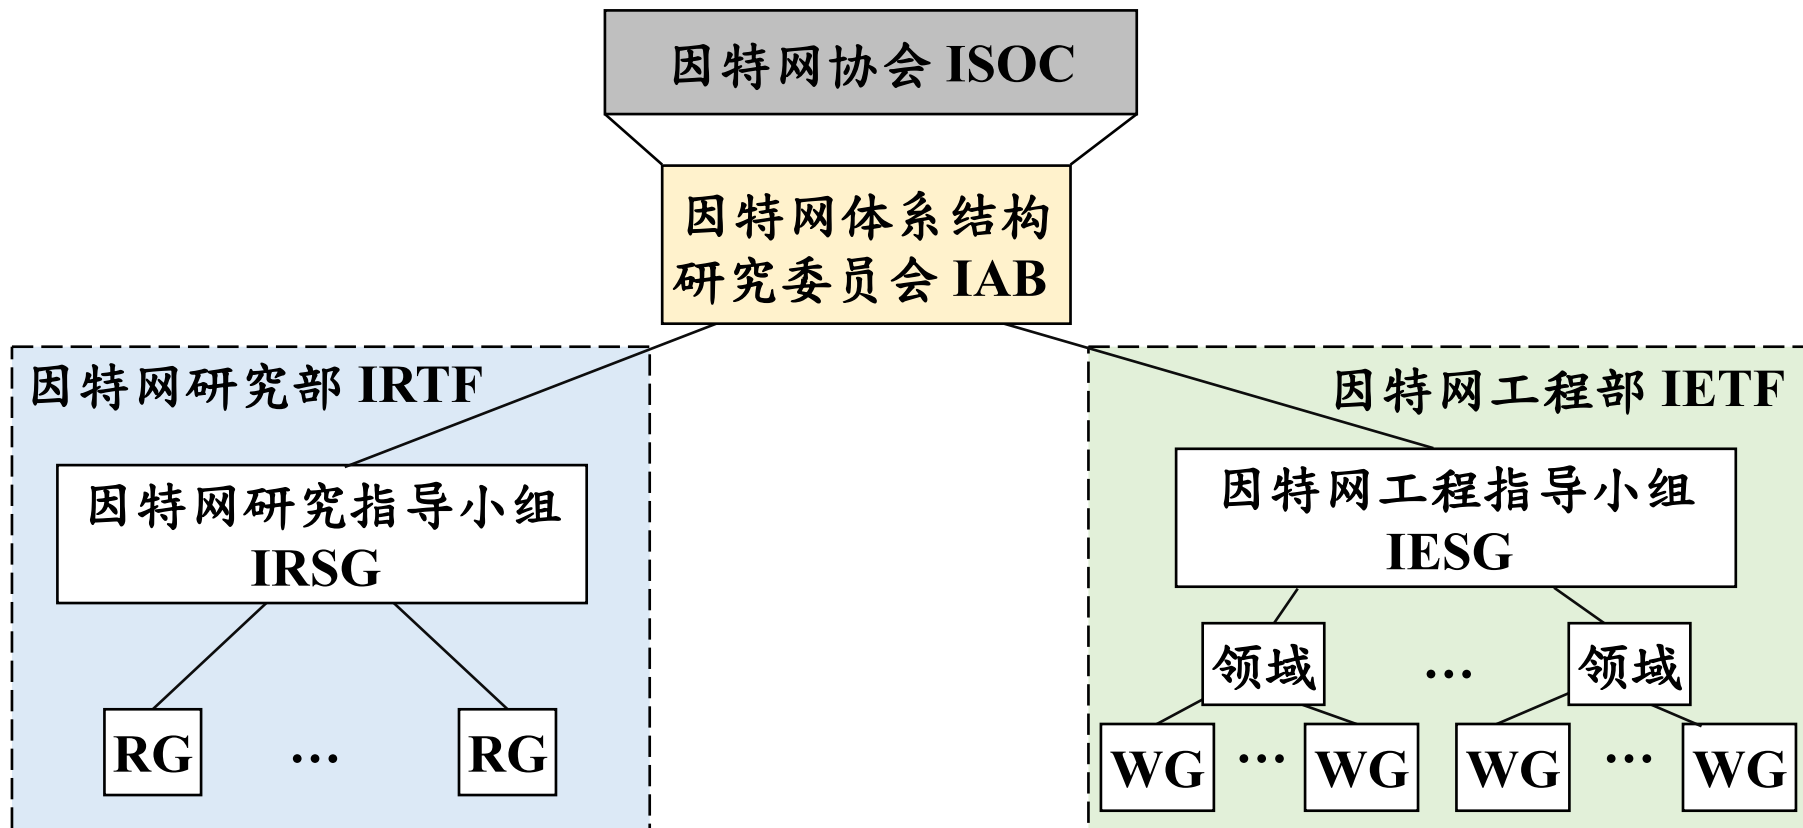 因特网协会 ISOC
因特网体系结构
研究委员会 IAB
因特网研究部 IRTF
因特网研究指导小组
IRSG
RG
...
RG
因特网工程部 IETF
因特网工程指导小组
IESG
领域
...
领域
WG
...
WG
WG
...
WG